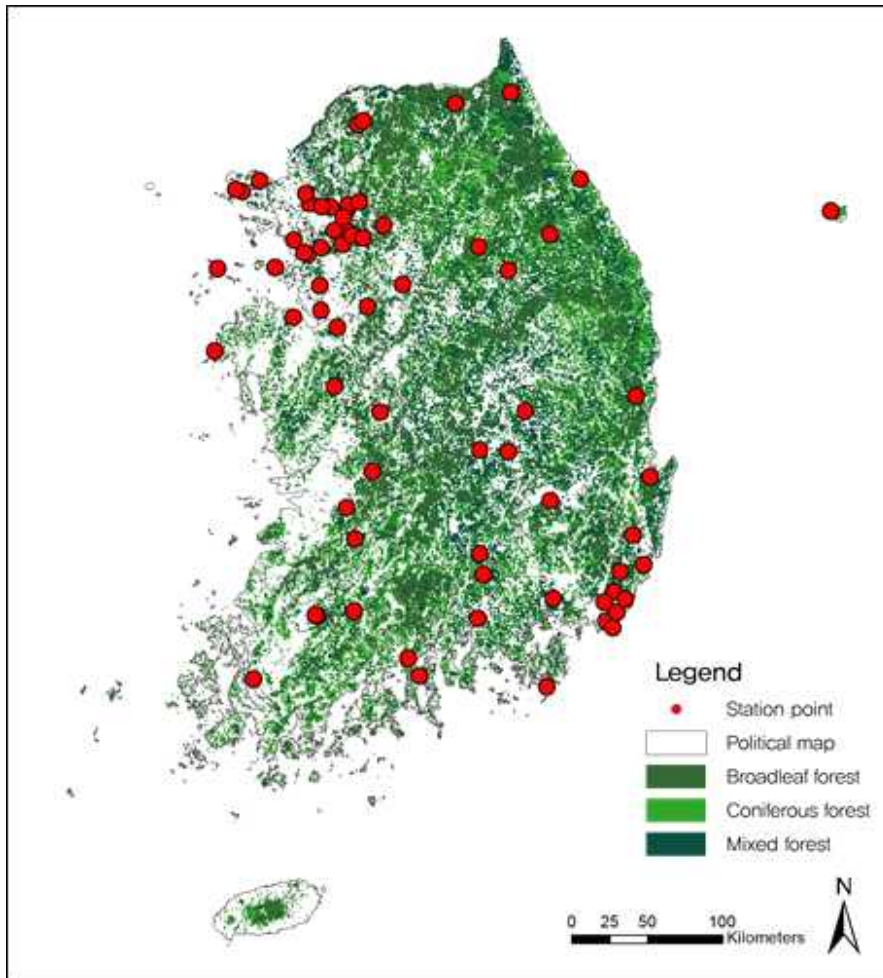 Legend
Station point
Political map
Broadleaf forest
Coniferous forest
Mixed forest
N
0 25 50 100
Kilometers